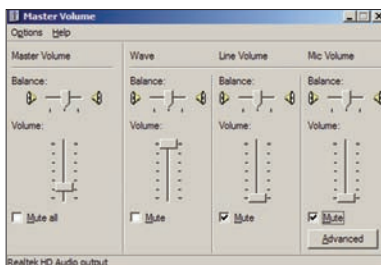 Master Volume
Options Help
Master Volume Wave Line Volume Mic Volume
Balance: Balance: Balance: Balance:
Volume: Volume: Volume: Volume:
Mute all Mute Mute Mute
Advanced
Realtek HD Audio output